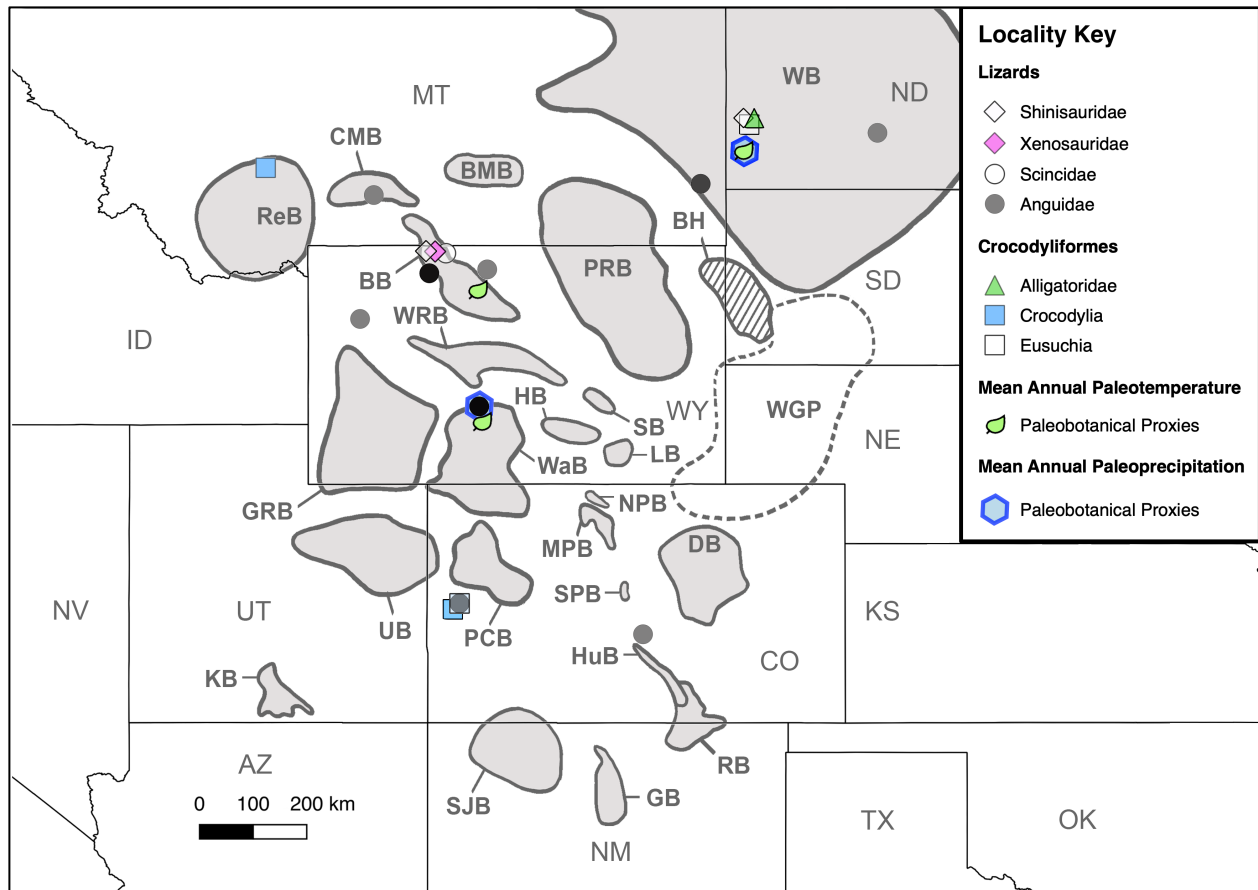 Locality Key
Lizards
Shinisauridae
Xenosauridae
Scincidae
Anguidae
Crocodyliformes
Alligatoridae
Crocodylia
Eusuchia
Mean Annual Paleotemperature
Paleobotanical Proxies
Mean Annual Paleoprecipitation
Paleobotanical Proxies
WB
ND
MT
CMB
BMB
ReB
BH
BB
PRB
SD
WRB
ID
HB
WY
WGP
SB
NE
LB
WaB
GRB
NPB
MPB
DB
SPB
NV
UT
KS
UB
PCB
HuB
CO
KB
AZ
RB
SJB
GB
0 100 200 km
TX
OK
NM